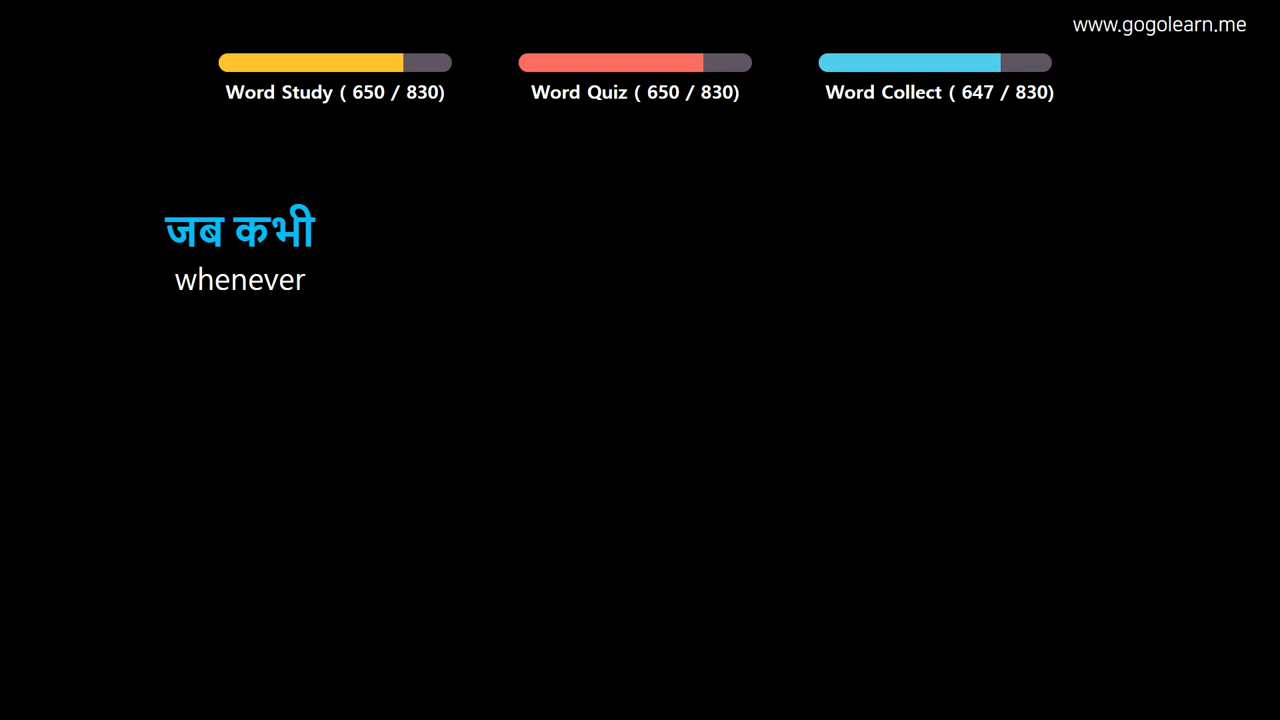 www.gogolearn.me
Word Study ( 650 / 830)
Word Quiz ( 650 / 830)
Word Collect ( 647 / 830)
जब कभी
whenever